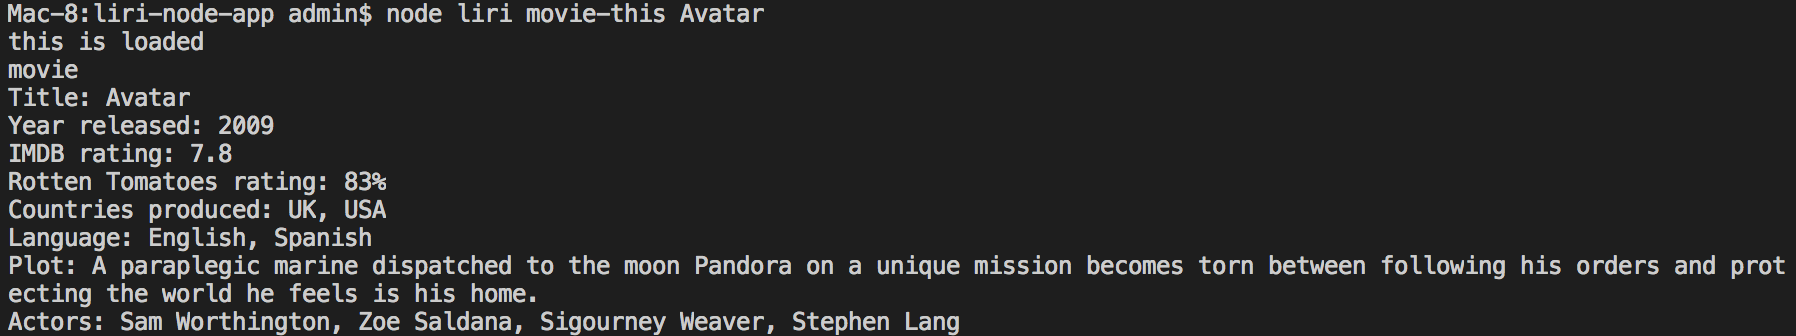 Mac-8:liri-node-app admin$ node liri movie-this Avatar
this is loaded
movie
Title: Avatar
Year released: 2009
IMDB rating: 7.8
Rotten Tomatoes rating: 83%
Countries produced: UK, USA
Language: English, Spanish
Plot: A paraplegic marine dispatched to the moon Pandora on a unique mission becomes torn between following his orders and prot
ecting the world he feels is his home.
Actors: Sam Worthington, Zoe Saldana, Sigourney Weaver, Stephen Lang